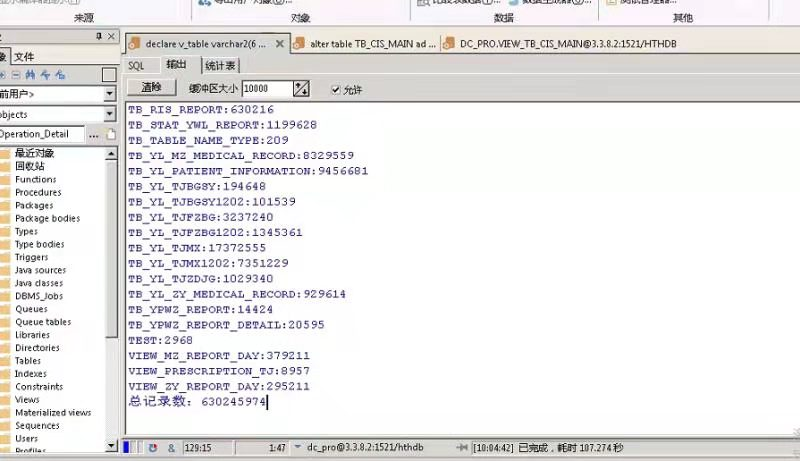 来源
对象
数据
其他
文件
declare v_table varchar2(6 ...
alter table TB_CIS_MAIN ad ...
DC_PRO.VIEW_TB_CIS_MAIN@3.3.8.2:1521/HTHDB
SQL
输出
统计表
清除
缓冲区大小
10000
允许
前用户>
objects
Operation_Detail
最近对象
回收站
Functions
Procedures
Packages
Package bodies
Types
Type bodies
Triggers
Java sources
Java classes
DBMS_Jobs
Queues
Queue tables
Libraries
Directories
Tables
Indexes
Constraints
Views
Materialized views
Sequences
Users
Profiles
TB_RIS_REPORT:630216
TB_STAT_YWL_REPORT:1199628
TB_TABLE_NAME_TYPE:209
TB_YL_MZ_MEDICAL_RECORD:8329559
TB_YL_PATIENT_INFORMATION:9456681
TB_YL_TJBGSY:194648
TB_YL_TJBGSY1202:101539
TB_YL_TJFZBG:3237240
TB_YL_TJFZBG1202:1345361
TB_YL_TJMX:17372555
TB_YL_TJMX1202:7351229
TB_YL_TJZDJG:1029340
TB_YL_ZY_MEDICAL_RECORD:929614
TB_YPWZ_REPORT:14424
TB_YPWZ_REPORT_DETAIL:20595
TEST:2968
VIEW_MZ_REPORT_DAY:379211
VIEW_PRESCRIPTION_TJ:8957
VIEW_ZY_REPORT_DAY:295211
总记录数: 630245974
&
129:15
1:47
dc_pro@3.3.8.2:1521/hthdb
[10:04:42] 已完成，耗时 107.274 秒